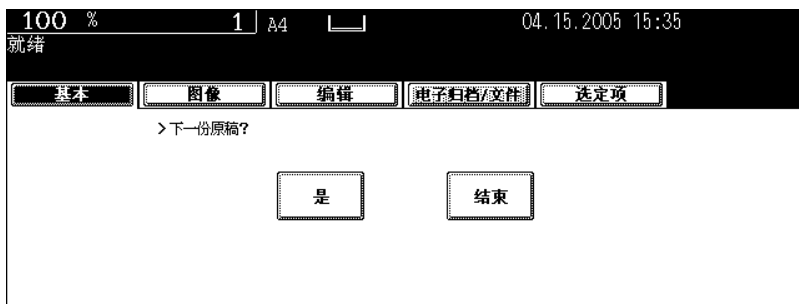 100 % 1 A4 04.15.2005 15:35
就绪
基本 图像 编辑 电子归档/文件 选定项
>下一份原稿?
是 结束